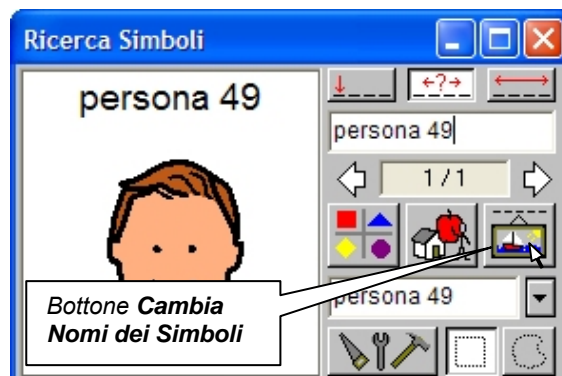 Ricerca Simboli
persona 49
←?→
persona 49
1/1
persona 49
Bottone Cambia
Nomi dei Simboli